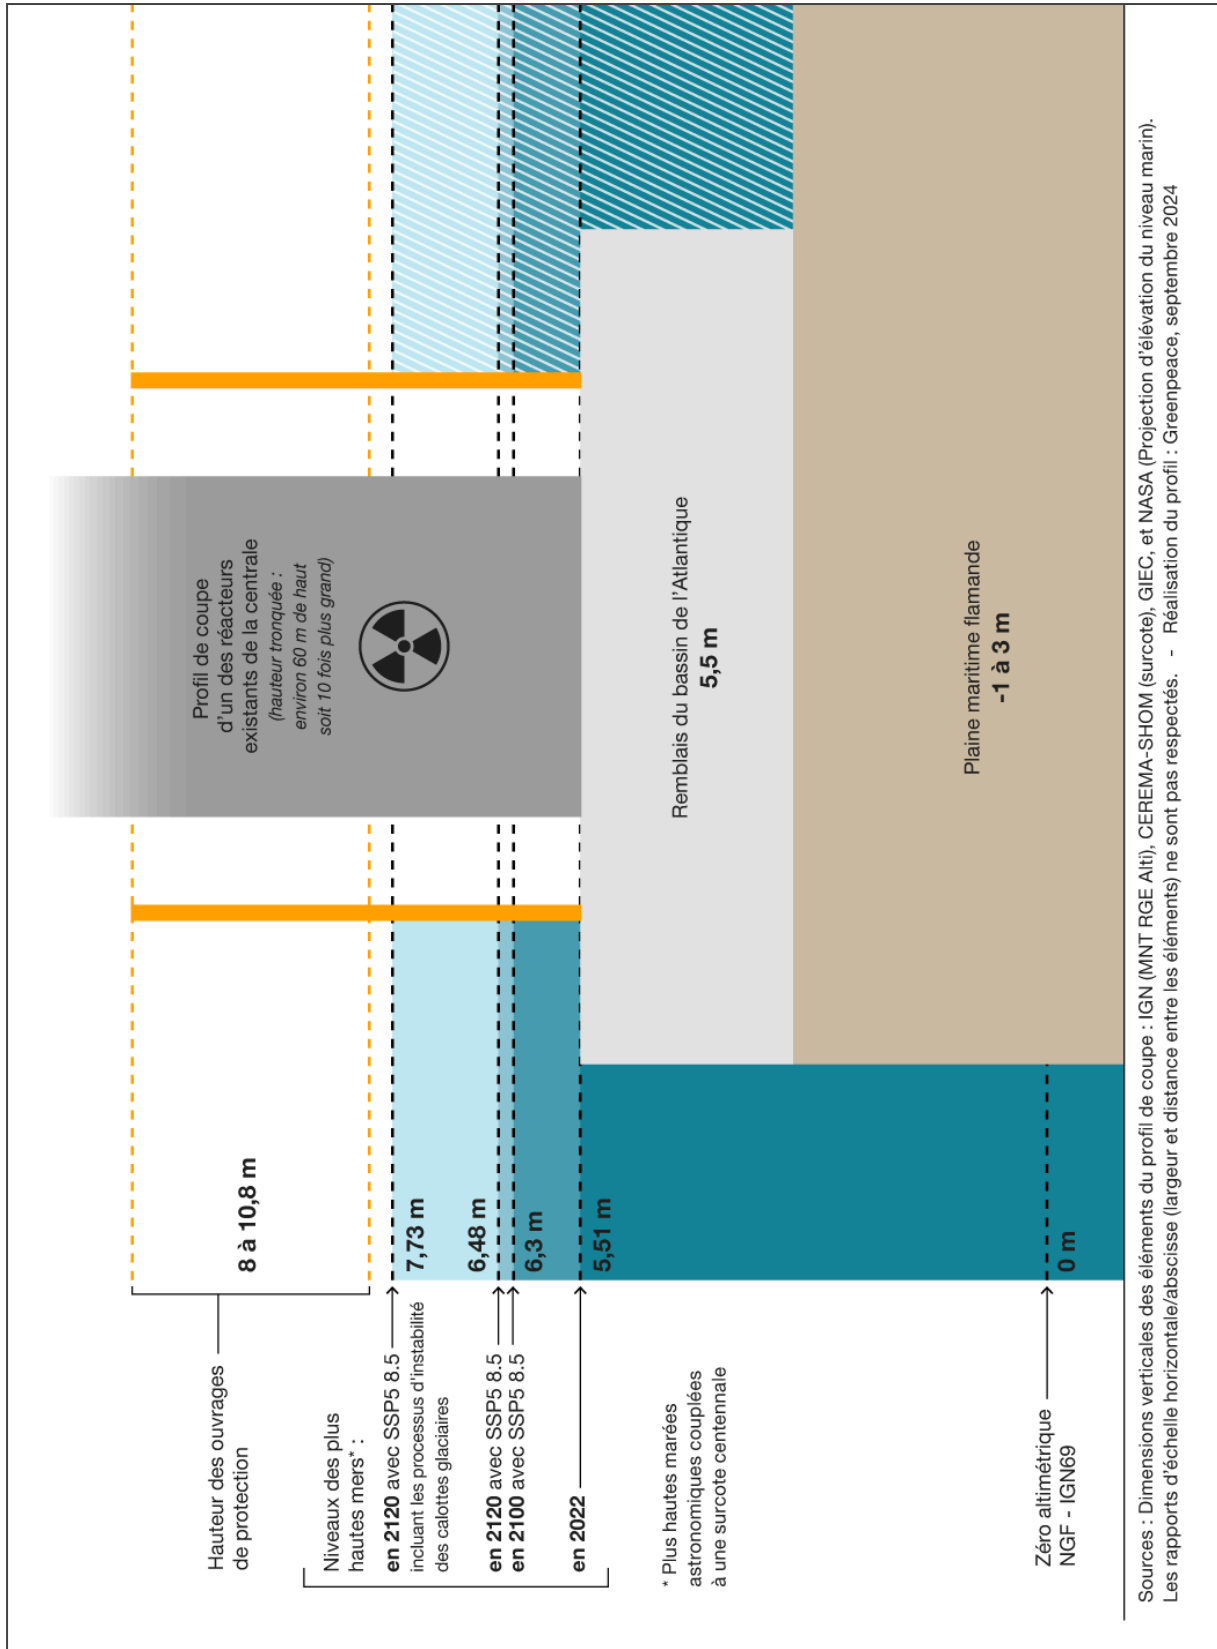 Hauteur des ouvrages
de protection
8 à 10,8 m
Niveaux des plus
hautes mers* :
en 2120 avec SSP5 8.5
incluant les processus d'instabilité
des calottes glaciaires
7,73 m
en 2120 avec SSP5 8.5
6,48 m
en 2100 avec SSP5 8.5
6,3 m
en 2022
5,51 m
* Plus hautes marées
astronomiques couplées
à une surcote centennale
Zéro altimétrique
NGF - IGN69
0 m
Profil de coupe
d'un des réacteurs
existants de la centrale
(hauteur tronquée :
environ 60 m de haut
soit 10 fois plus grand)
Remblais du bassin de l'Atlantique
5,5 m
Plaine maritime flamande
-1 à 3 m
Sources : Dimensions verticales des éléments du profil de coupe : IGN (MNT RGE Alti), CEREMA-SHOM (surcote), GIEC, et NASA (Projection d'élévation du niveau marin).
Les rapports d'échelle horizontale/abscisse (largeur et distance entre les éléments) ne sont pas respectés. - Réalisation du profil : Greenpeace, septembre 2024